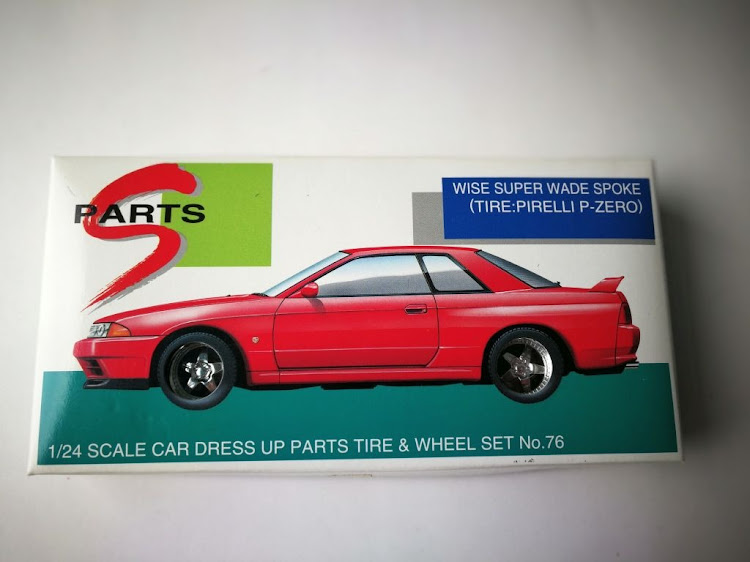 S PARTS
WISE SUPER WADE SPOKE
(TIRE:PIRELLI P-ZERO)
1/24 SCALE CAR DRESS UP PARTS TIRE & WHEEL SET No.76